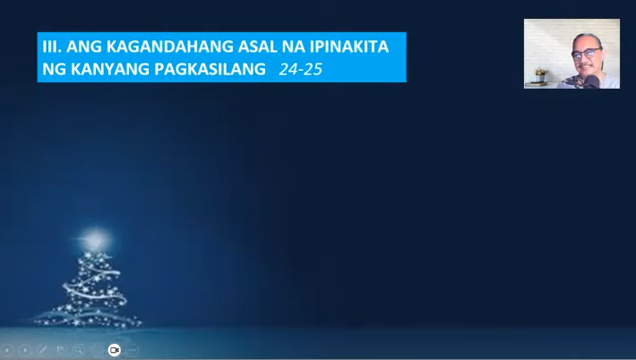 III. ANG KAGANDAHANG ASAL NA IPINAKITA
NG KANYANG PAGKASILANG 24-25